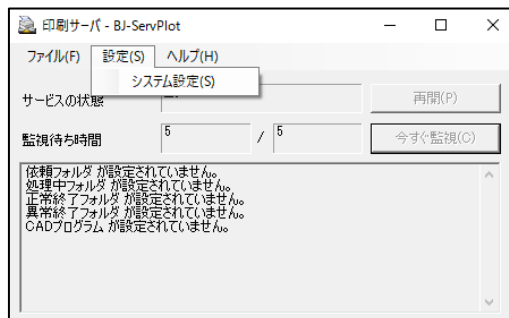 印刷サーバ - BJ-ServPlot
ファイル(F) 設定(S) ヘルプ(H)
システム設定(S)
サービスの状態
再開(P)
監視待ち時間 5 / 5 今すぐ監視(C)
依頼フォルダ が設定されていません。
処理中フォルダ が設定されていません。
正常終了フォルダ が設定されていません。
異常終了フォルダ が設定されていません。
CADプログラム が設定されていません。